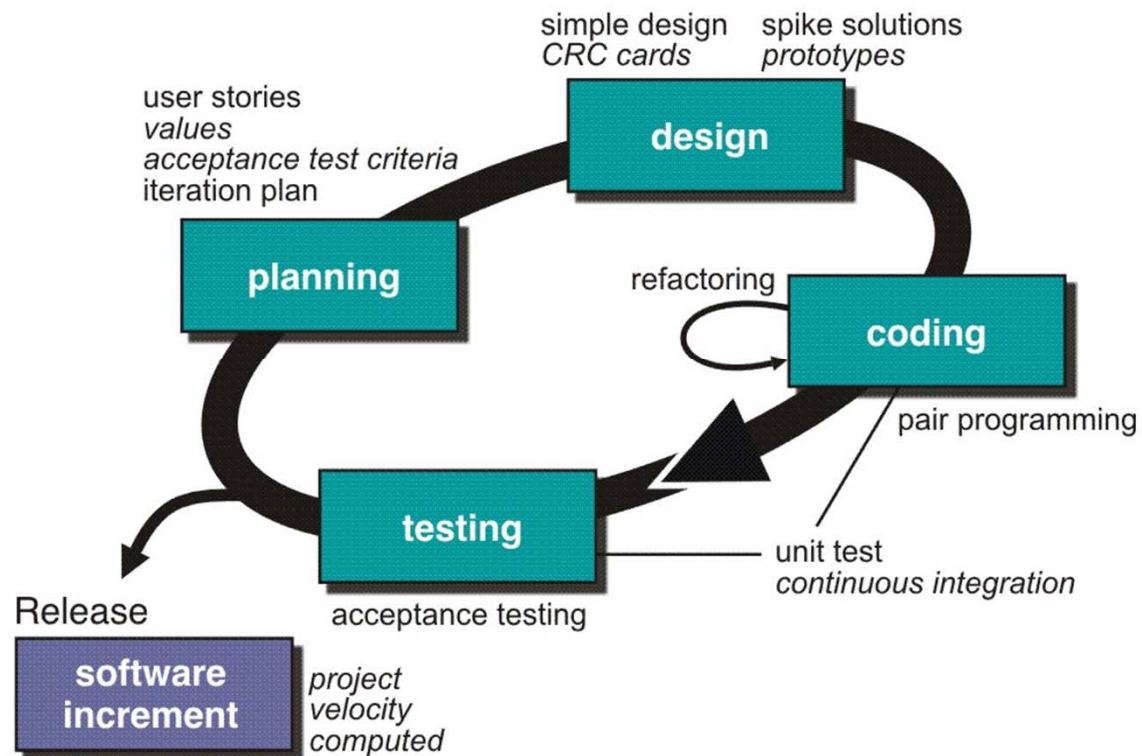 simple design
CRC cards
spike solutions
prototypes
user stories
values
acceptance test criteria
iteration plan
design
planning
refactoring
coding
pair programming
testing
unit test
continuous integration
acceptance testing
Release
software
increment
project
velocity
computed